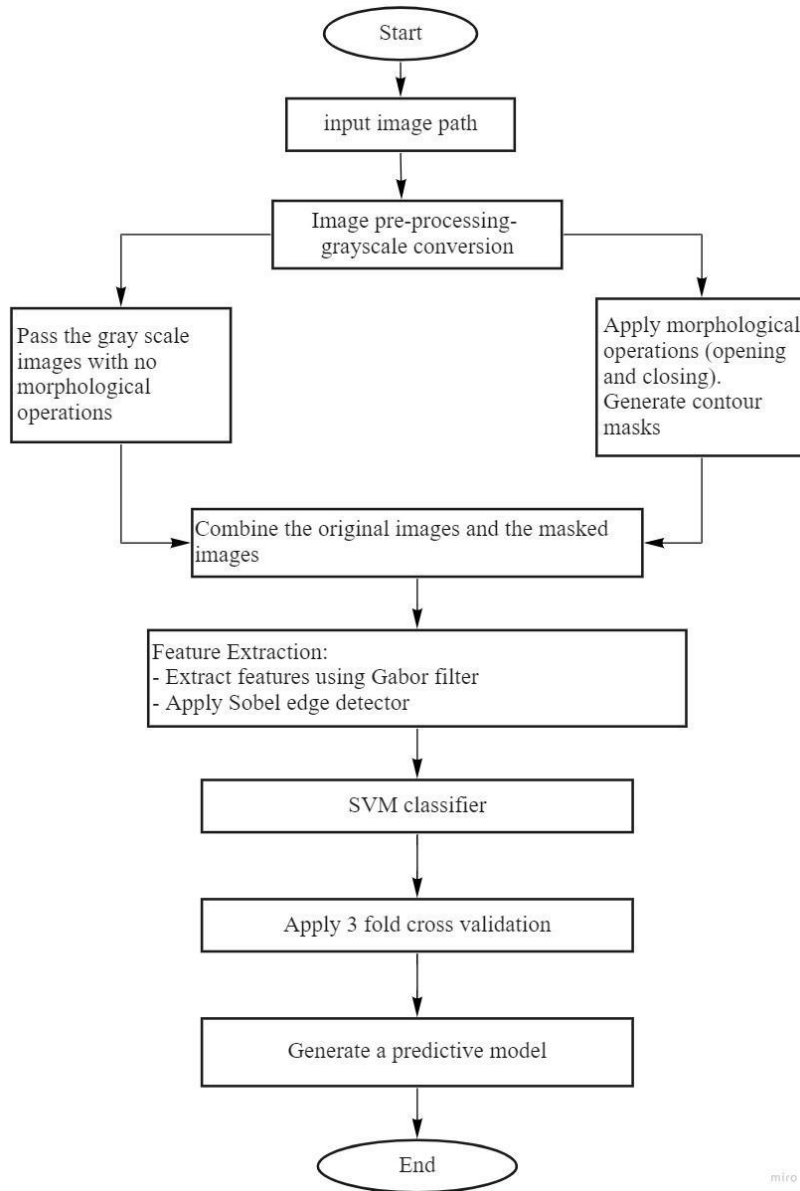 Start
input image path
Image pre-processing-
grayscale conversion
Pass the gray scale
images with no
morphological
operations
Apply morphological
operations (opening
and closing).
Generate contour
masks
Combine the original images and the masked
images
Feature Extraction:
- Extract features using Gabor filter
- Apply Sobel edge detector
SVM classifier
Apply 3 fold cross validation
Generate a predictive model
End
miro